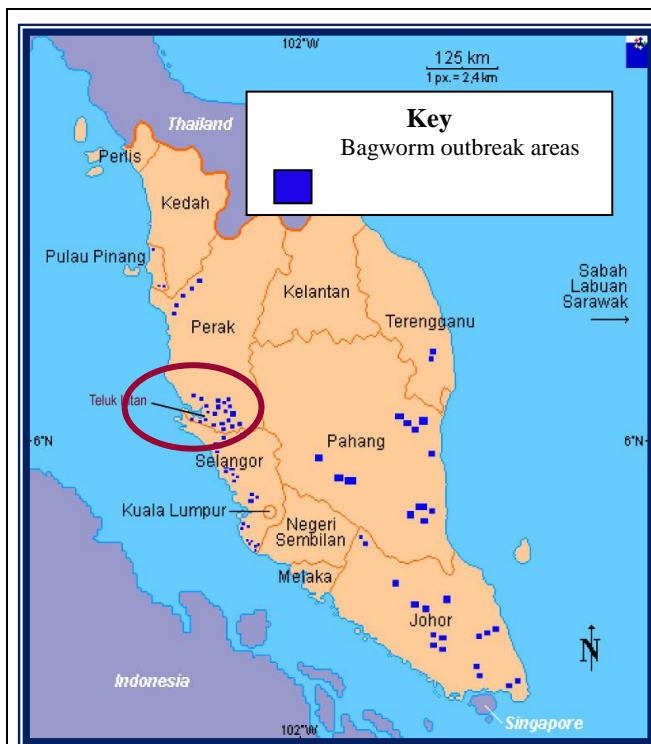 102°W
125 km
1 px. = 2,4 km
Key
Bagworm outbreak areas
Thailand
Perlis
Kedah
Pulau Pinang
Kelantan
Sabah
Labuan
Sarawak
Perak
Terengganu
Teluk Intan
6°N
6°N
Pahang
Selangor
Kuala Lumpur
Negeri
Sembilan
Melaka
Johor
N
Indonesia
102°W
Singapore